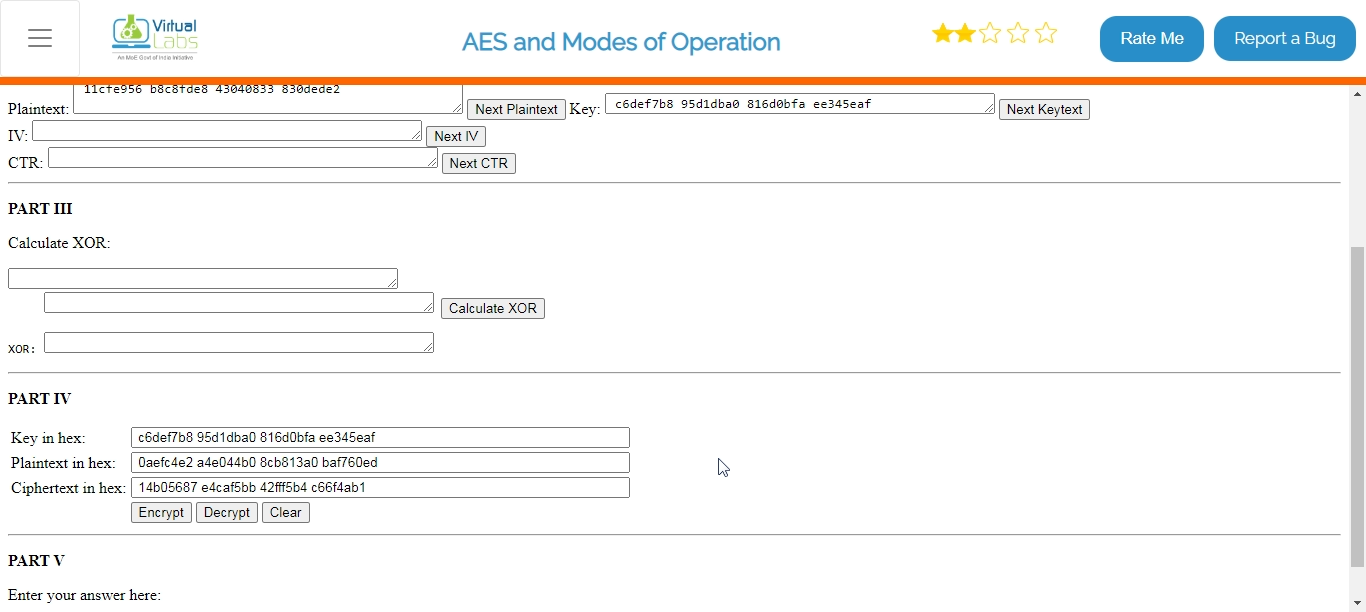 Virtual
Labs
An MoE Govt of India Initiative
AES and Modes of Operation
Rate Me
Report a Bug
11cfe956 b8c8fde8 43040833 830dede2
Plaintext: Next Plaintext Key: c6def7b8 95d1dba0 816d0bfa ee345eaf Next Keytext
IV: Next IV
CTR: Next CTR
PART III
Calculate XOR:
Calculate XOR
XOR:
PART IV
Key in hex: c6def7b8 95d1dba0 816d0bfa ee345eaf
Plaintext in hex: 0aefc4e2 a4e044b0 8cb813a0 baf760ed
Ciphertext in hex: 14b05687 e4caf5bb 42fff5b4 c66f4ab1
Encrypt Decrypt Clear
PART V
Enter your answer here: